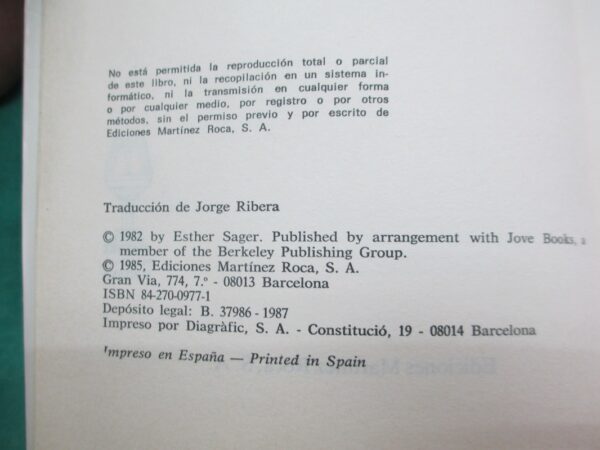 No está permitida la reproducción total o parcial
de este libro, ni la recopilación en un sistema in-
formático, ni la transmisión en cualquier forma
o por cualquier medio, por registro o por otros
métodos, sin el permiso previo y por escrito de
Ediciones Martínez Roca, S. A.
Traducción de Jorge Ribera
© 1982 by Esther Sager. Published by arrangement with Jove Books, a
member of the Berkeley Publishing Group.
© 1985, Ediciones Martínez Roca, S. A.
Gran Via, 774, 7.º - 08013 Barcelona
ISBN 84-270-0977-1
Depósito legal: B. 37986 - 1987
Impreso por Diagràfic, S. A. - Constitució, 19 - 08014 Barcelona
Impreso en España — Printed in Spain